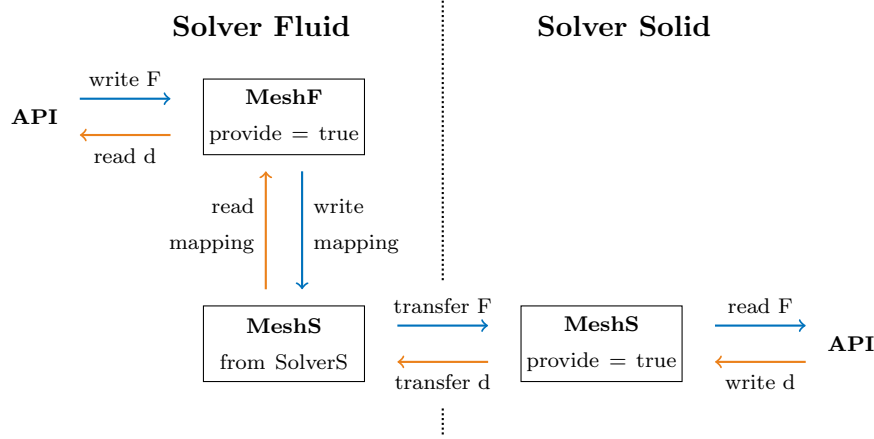 Solver Fluid
Solver Solid
write F
API
read d
MeshF
provide = true
read
mapping
write
mapping
MeshS
from SolverS
transfer F
transfer d
MeshS
provide = true
read F
write d
API